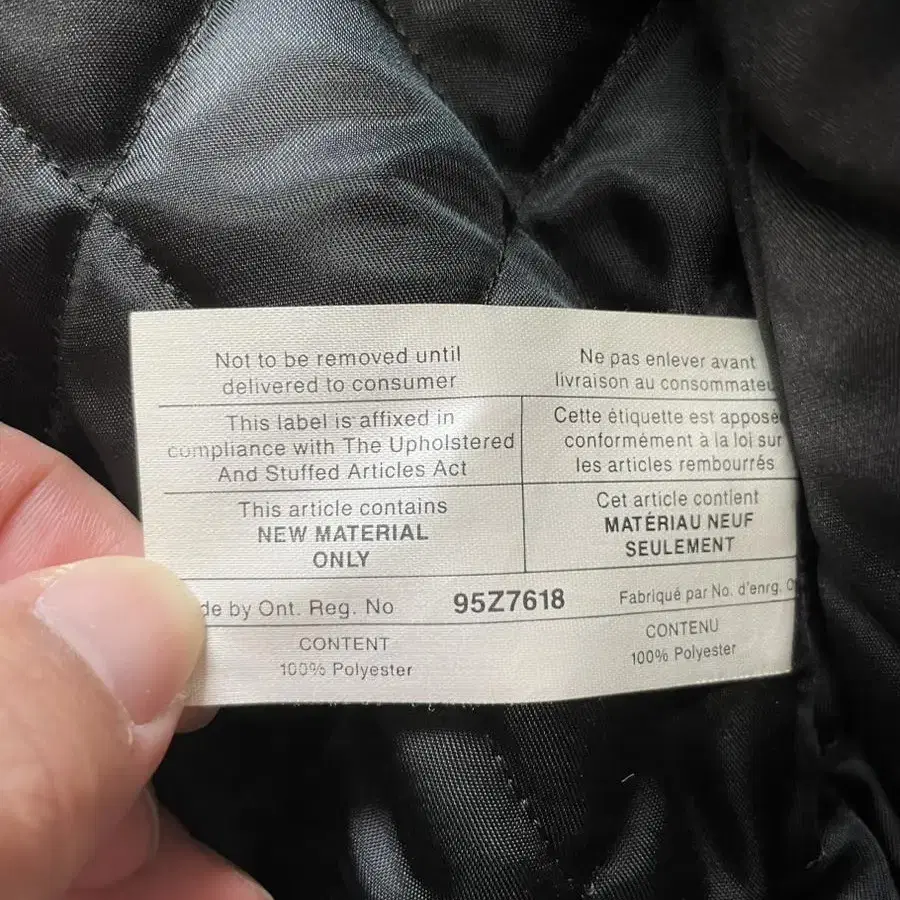 Not to be removed until
delivered to consumer
Ne pas enlever avant
livraison au consommateu
This label is affixed in
compliance with The Upholstered
And Stuffed Articles Act
Cette étiquette est apposé
conformément à la loi sur
les articles rembourrés
This article contains
NEW MATERIAL
ONLY
Cet article contient
MATÉRIAU NEUF
SEULEMENT
de by Ont. Reg. No
95Z7618
Fabriqué par No. d'enrg. O
CONTENT
100% Polyester
CONTENU
100% Polyester